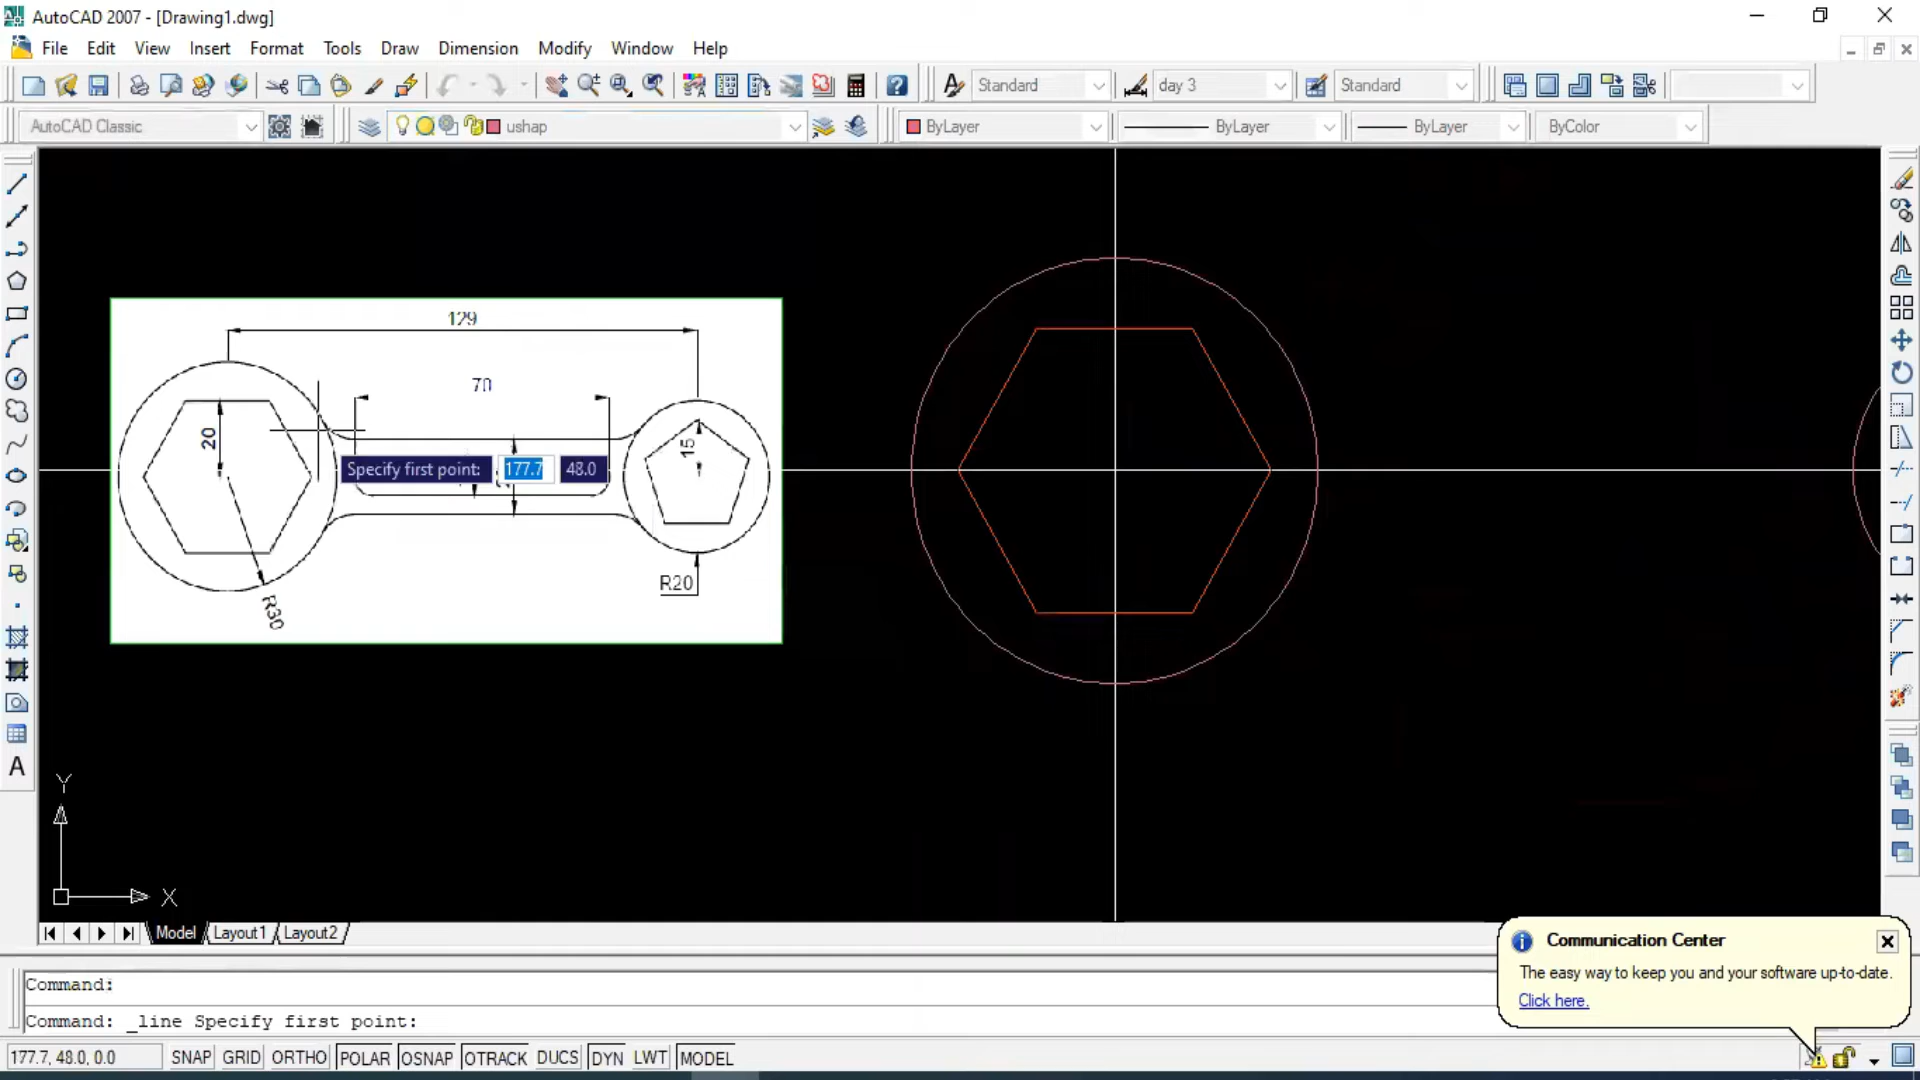 AutoCAD 2007 - [Drawing1.dwg]
File Edit View Insert Format Tools Draw Dimension Modify Window Help
Standard day 3 Standard
AutoCAD Classic ushap ByLayer ByLayer ByLayer ByColor
129
70
20
15
Specify first point: 177.7 48.0
R20
R30
Y
X
Model Layout1 Layout2
Communication Center
The easy way to keep you and your software up-to-date.
Click here.
Command:
Command: _line Specify first point:
177.7, 48.0, 0.0 SNAP GRID ORTHO POLAR OSNAP OTRACK DUCS DYN LWT MODEL
A